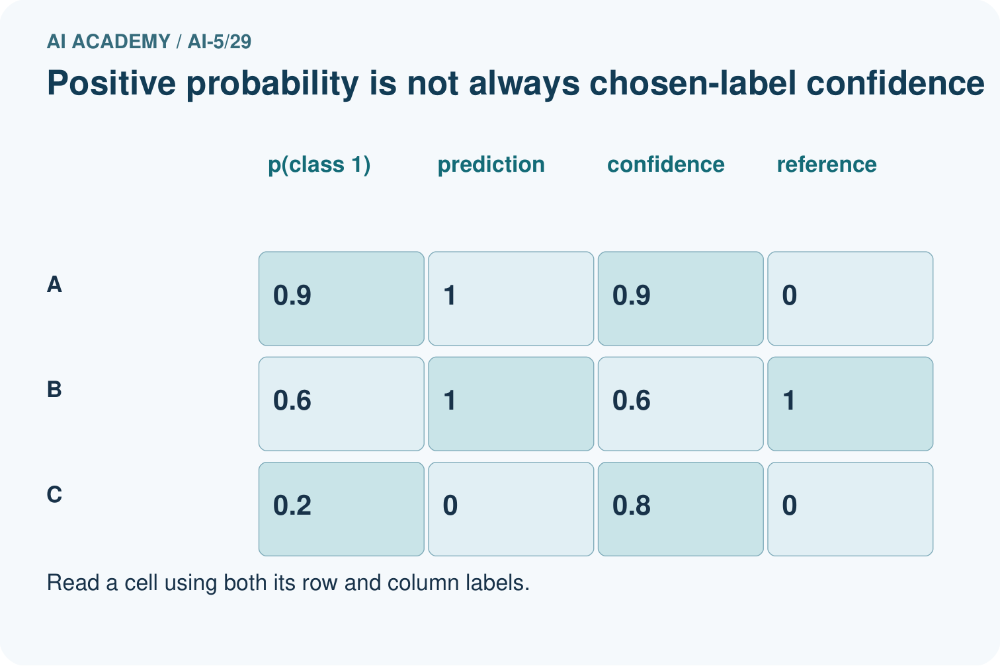 AI ACADEMY / AI-5/29
Positive probability is not always chosen-label confidence
p(class 1) prediction confidence reference
A 0.9 1 0.9 0
B 0.6 1 0.6 1
C 0.2 0 0.8 0
Read a cell using both its row and column labels.